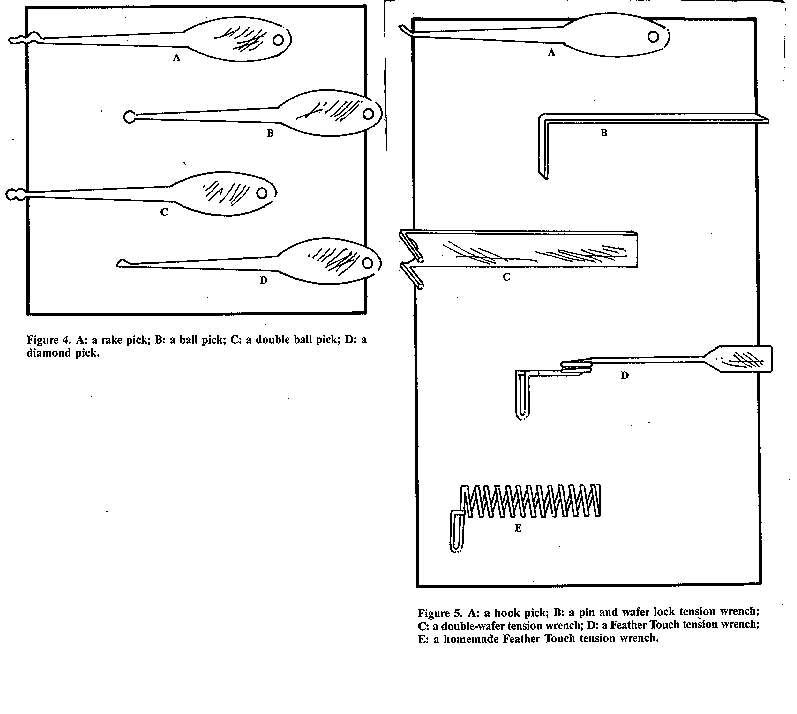 A
B
C
D
Figure 4. A: a rake pick; B: a ball pick; C: a double ball pick; D: a
diamond pick.
A
B
C
D
E
Figure 5. A: a hook pick; B: a pin and wafer lock tension wrench;
C: a double-wafer tension wrench; D: a Feather Touch tension wrench;
E: a homemade Feather Touch tension wrench.